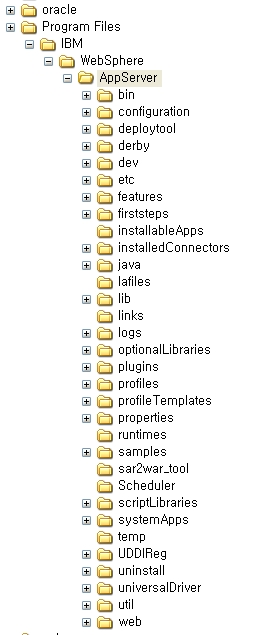 oracle
Program Files
IBM
WebSphere
AppServer
bin
configuration
deploytool
derby
dev
etc
features
firststeps
installableApps
installedConnectors
java
lafiles
lib
links
logs
optionalLibraries
plugins
profiles
profileTemplates
properties
runtimes
samples
sar2war_tool
Scheduler
scriptLibraries
systemApps
temp
UDDIReg
uninstall
universalDriver
util
web